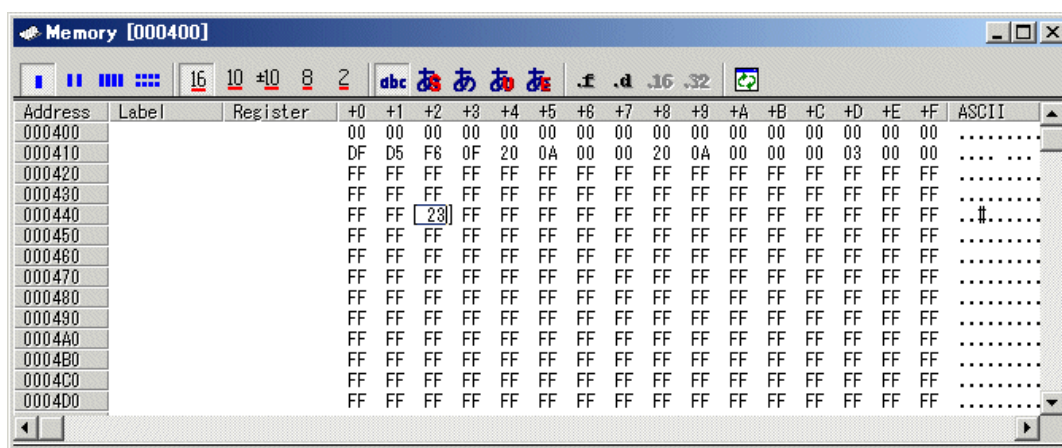 Memory [000400]
16 10 ±10 8 2 abc あS あ あU あE .f .d .16 .32
Address Label Register +0 +1 +2 +3 +4 +5 +6 +7 +8 +9 +A +B +C +D +E +F ASCII
000400 00 00 00 00 00 00 00 00 00 00 00 00 00 00 00 00 .........
000410 DF D5 F6 0F 20 0A 00 00 20 0A 00 00 00 03 00 00 .... ...
000420 FF FF FF FF FF FF FF FF FF FF FF FF FF FF FF FF .........
000430 FF FF FF FF FF FF FF FF FF FF FF FF FF FF FF FF .........
000440 FF FF 23 FF FF FF FF FF FF FF FF FF FF FF FF FF ..#......
000450 FF FF FF FF FF FF FF FF FF FF FF FF FF FF FF FF .........
000460 FF FF FF FF FF FF FF FF FF FF FF FF FF FF FF FF .........
000470 FF FF FF FF FF FF FF FF FF FF FF FF FF FF FF FF .........
000480 FF FF FF FF FF FF FF FF FF FF FF FF FF FF FF FF .........
000490 FF FF FF FF FF FF FF FF FF FF FF FF FF FF FF FF .........
0004A0 FF FF FF FF FF FF FF FF FF FF FF FF FF FF FF FF .........
0004B0 FF FF FF FF FF FF FF FF FF FF FF FF FF FF FF FF .........
0004C0 FF FF FF FF FF FF FF FF FF FF FF FF FF FF FF FF .........
0004D0 FF FF FF FF FF FF FF FF FF FF FF FF FF FF FF FF .........